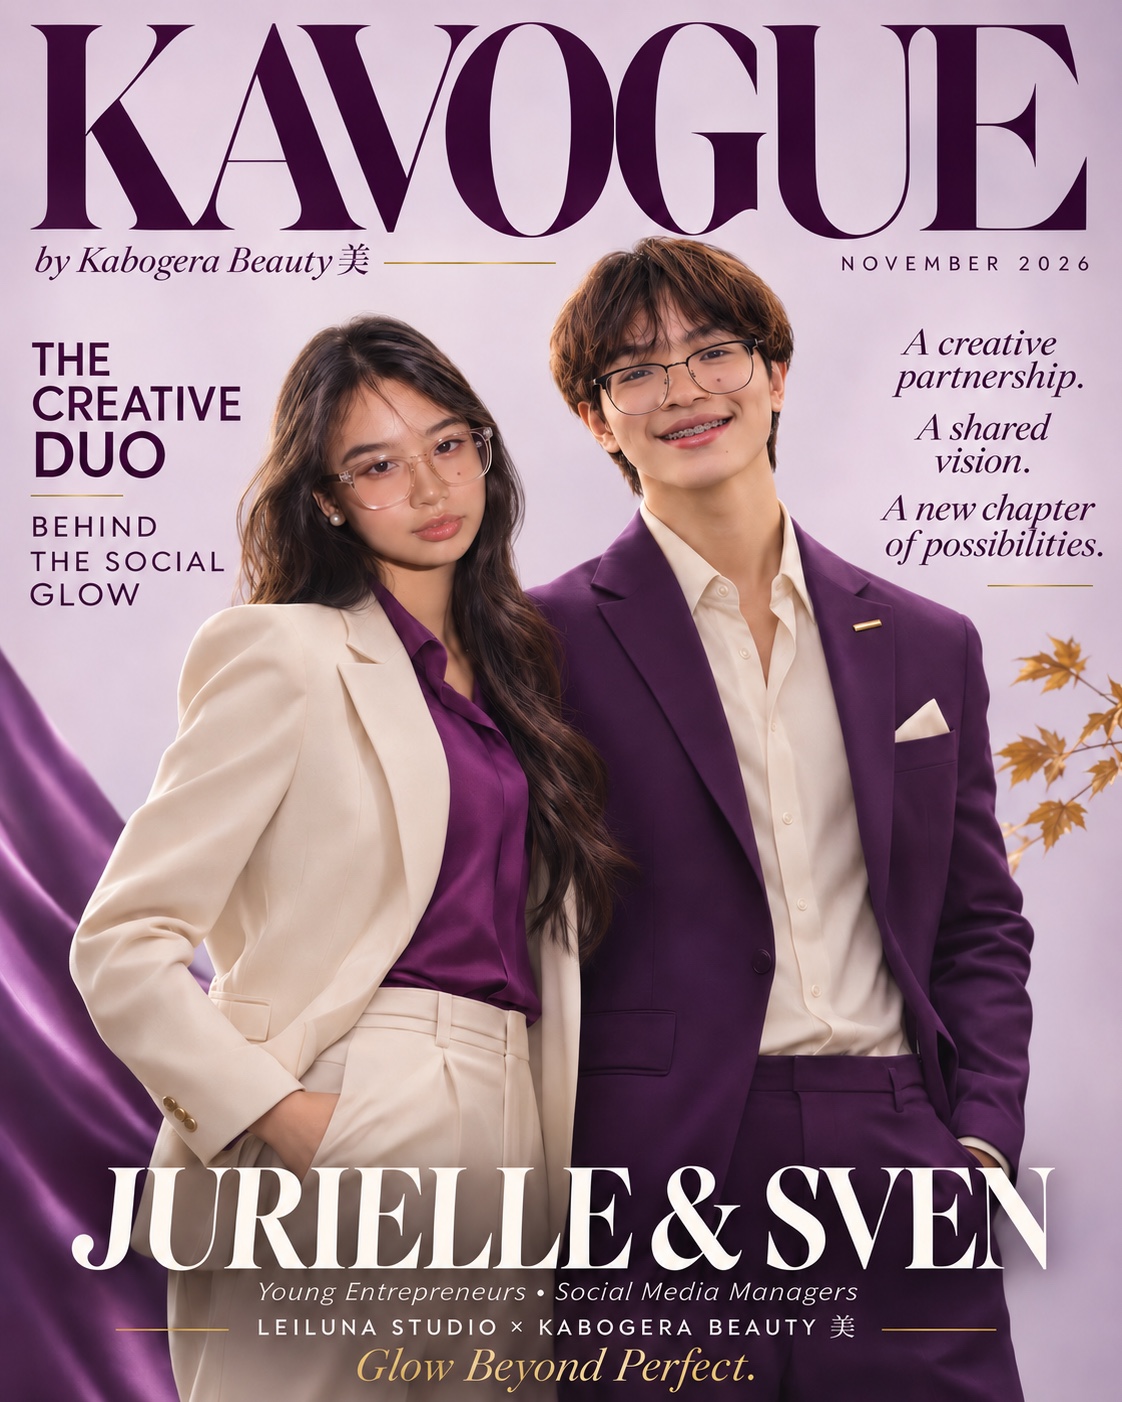 KAVOGUE
by Kabogera Beauty 美
NOVEMBER 2026
THE
CREATIVE
DUO
BEHIND
THE SOCIAL
GLOW
A creative
partnership.
A shared
vision.
A new chapter
of possibilities.
JURIELLE & SVEN
Young Entrepreneurs • Social Media Managers
LEILUNA STUDIO × KABOGERA BEAUTY 美
Glow Beyond Perfect.